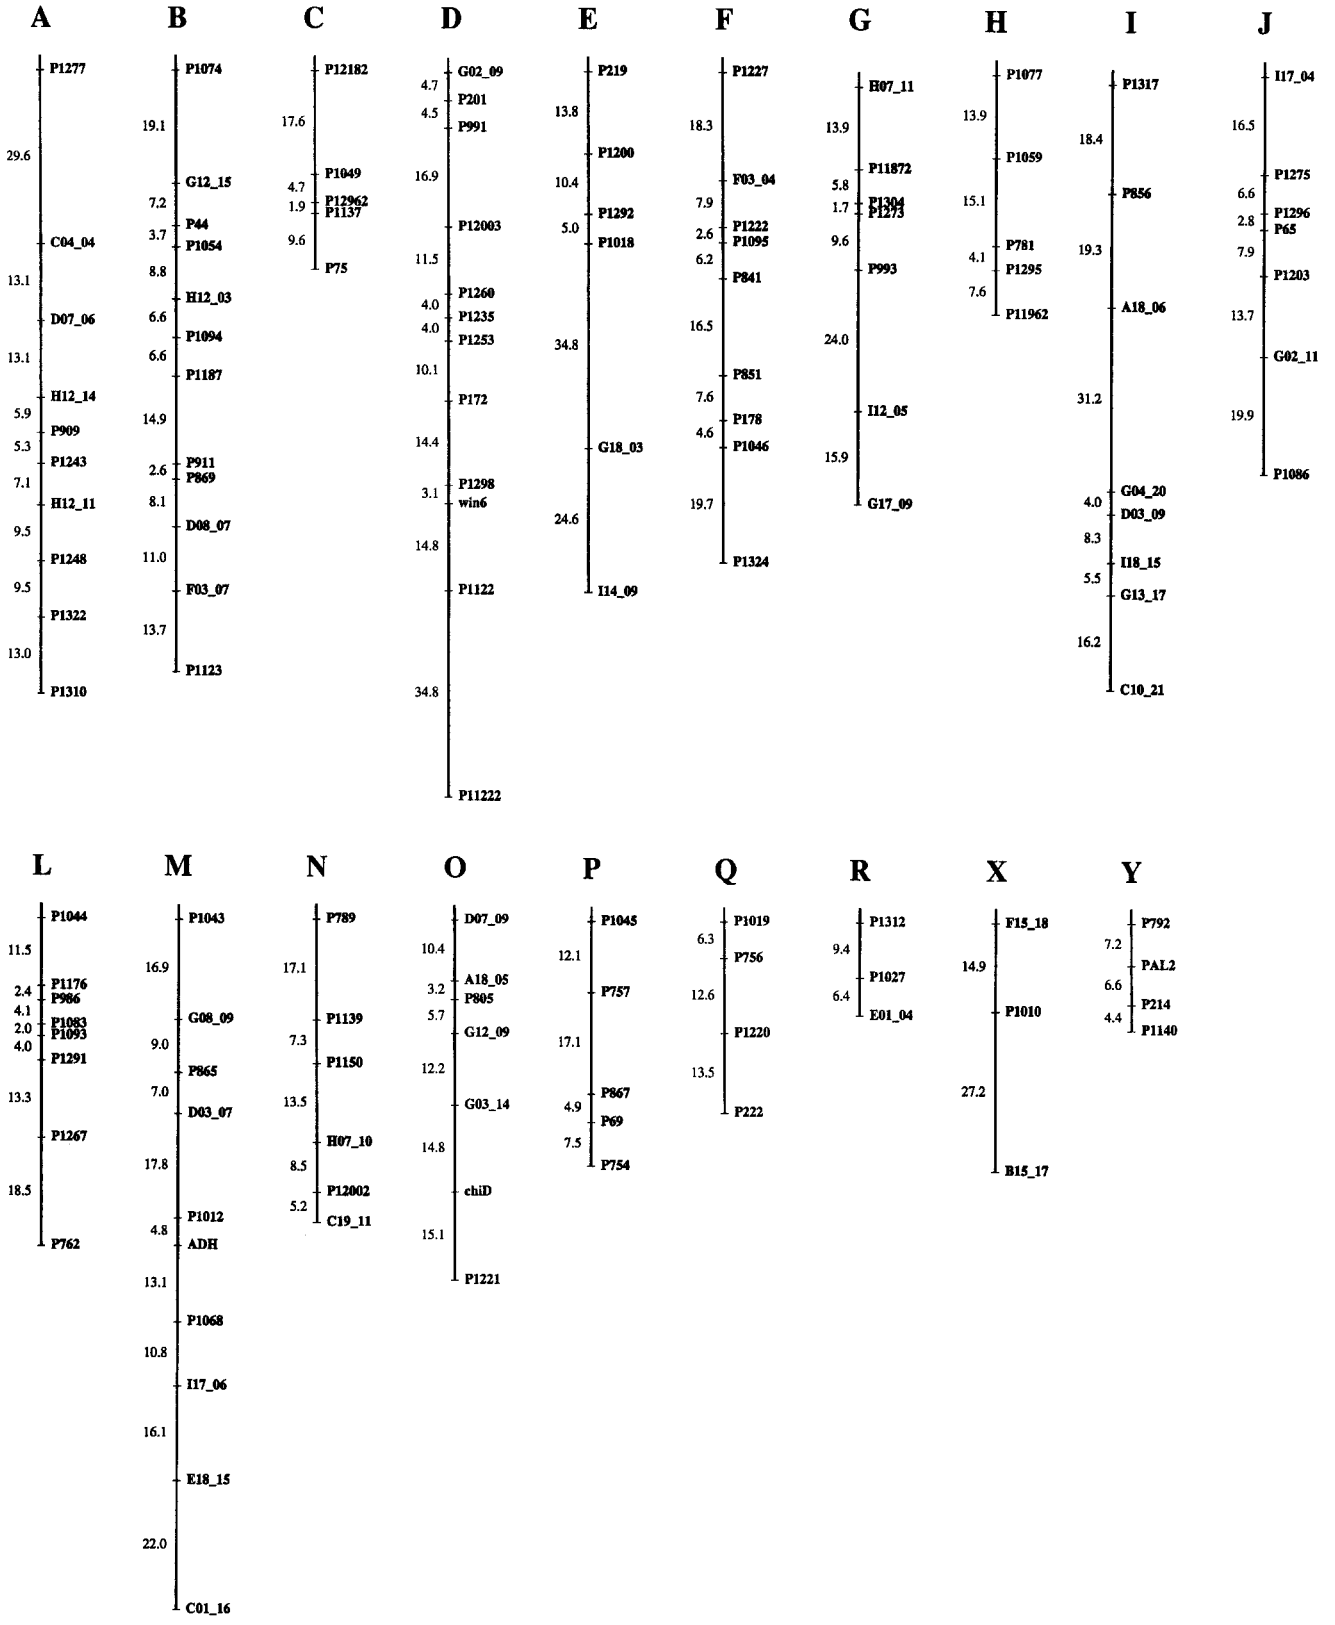 A
P1277
29.6
C04_04
13.1
D07_06
13.1
H12_14
5.9
P909
5.3
P1243
7.1
H12_11
9.5
P1248
9.5
P1322
13.0
P1310
B
P1074
19.1
G12_15
7.2
P44
3.7
P1054
8.8
H12_03
6.6
P1094
6.6
P1187
14.9
P911
2.6
P869
8.1
D08_07
11.0
F03_07
13.7
P1123
C
P12182
17.6
P1049
4.7
P12962
1.9
P1137
9.6
P75
D
G02_09
4.7
P201
4.5
P991
16.9
P12003
11.5
P1260
4.0
P1235
4.0
P1253
10.1
P172
14.4
P1298
3.1
win6
14.8
P1122
34.8
P11222
E
P219
13.8
P1200
10.4
P1292
5.0
P1018
34.8
G18_03
24.6
I14_09
F
P1227
18.3
F03_04
7.9
P1222
2.6
P1095
6.2
P841
16.5
P851
7.6
P178
4.6
P1046
19.7
P1324
G
H07_11
13.9
P11872
5.8
P1304
1.7
P1273
9.6
P993
24.0
I12_05
15.9
G17_09
H
P1077
13.9
P1059
15.1
P781
4.1
P1295
7.6
P11962
I
P1317
18.4
P856
19.3
A18_06
31.2
G04_20
4.0
D03_09
8.3
I18_15
5.5
G13_17
16.2
C10_21
J
I17_04
16.5
P1275
6.6
P1296
2.8
P65
7.9
P1203
13.7
G02_11
19.9
P1086
L
P1044
11.5
P1176
2.4
P986
4.1
P1083
2.0
P1093
4.0
P1291
13.3
P1267
18.5
P762
M
P1043
16.9
G08_09
9.0
P865
7.0
D03_07
17.8
P1012
4.8
ADH
13.1
P1068
10.8
I17_06
16.1
E18_15
22.0
C01_16
N
P789
17.1
P1139
7.3
P1150
13.5
H07_10
8.5
P12002
5.2
C19_11
O
D07_09
10.4
A18_05
3.2
P805
5.7
G12_09
12.2
G03_14
14.8
chiD
15.1
P1221
P
P1045
12.1
P757
17.1
P867
4.9
P69
7.5
P754
Q
P1019
6.3
P756
12.6
P1220
13.5
P222
R
P1312
9.4
P1027
6.4
E01_04
X
F15_18
14.9
P1010
27.2
B15_17
Y
P792
7.2
PAL2
6.6
P214
4.4
P1140